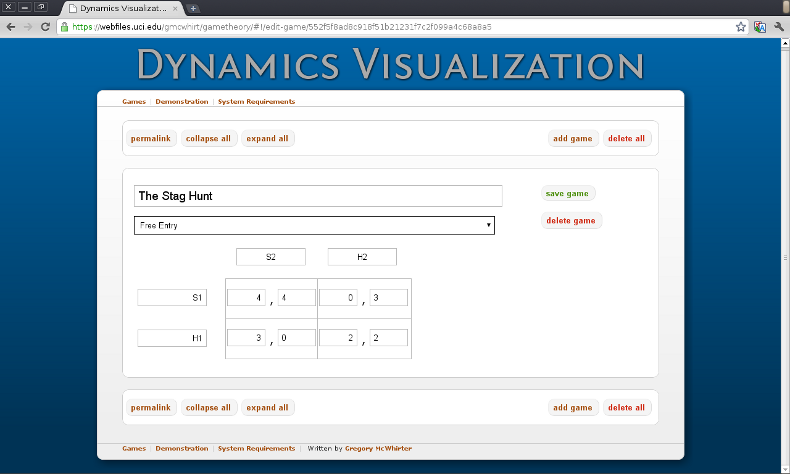 Dynamics Visualizat...
https://webfiles.uci.edu/gmcwhirt/gametheory/#!/edit-game/552f5f8ad8c918f51b21231f7c2f099a4c68a8a5
DYNAMICS VISUALIZATION
Games | Demonstration | System Requirements
permalink collapse all expand all add game delete all
The Stag Hunt save game
Free Entry delete game
S2 H2
S1 4 , 4 0 , 3
H1 3 , 0 2 , 2
permalink collapse all expand all add game delete all
Games | Demonstration | System Requirements | Written by Gregory McWhirter